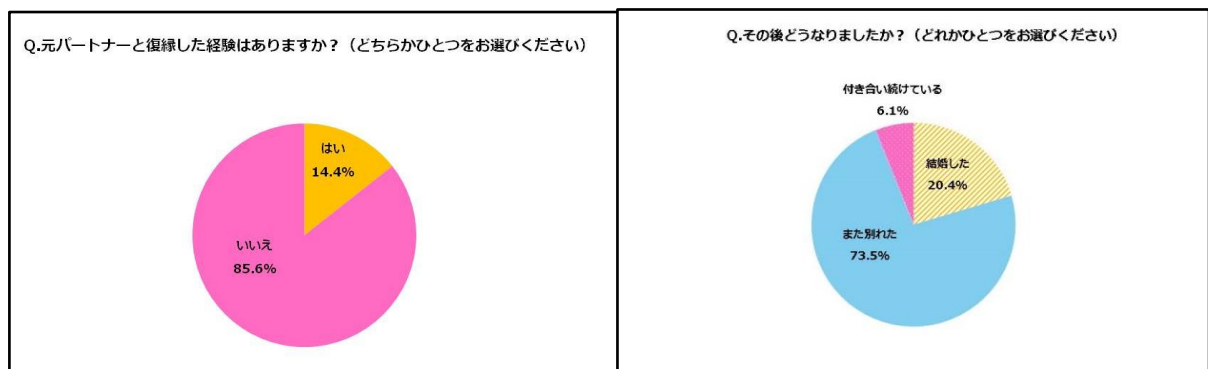 Q.元パートナーと復縁した経験はありますか？（どちらかひとつをお選びください）
はい
14.4%
いいえ
85.6%
Q.その後どうなりましたか？（どれかひとつをお選びください）
付き合い続けている
6.1%
結婚した
20.4%
また別れた
73.5%